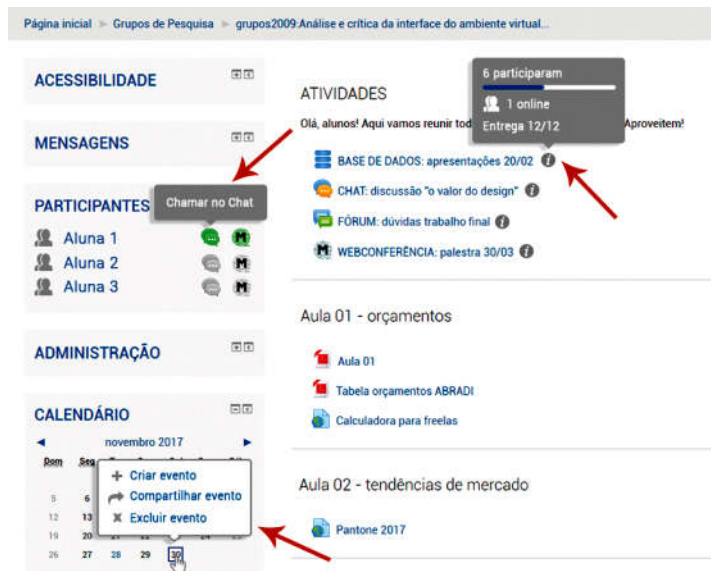 Página inicial ► Grupos de Pesquisa ► grupos2009:Análise e crítica da interface do ambiente virtual...
ACESSIBILIDADE
MENSAGENS
PARTICIPANTES
Chamar no Chat
Aluna 1
Aluna 2
Aluna 3
ADMINISTRAÇÃO
CALENDÁRIO
◄ novembro 2017 ►
Dom Seg
Criar evento
Compartilhar evento
Excluir evento
5 6
12 13
19 20
26 27 28 29 30
ATIVIDADES
6 participaram
1 online
Entrega 12/12
Olá, alunos! Aqui vamos reunir Aproveitem!
BASE DE DADOS: apresentações 20/02
CHAT: discussão "o valor do design"
FÓRUM: dúvidas trabalho final
M WEBCONFERÊNCIA: palestra 30/03
Aula 01 - orçamentos
Aula 01
Tabela orçamentos ABRADI
Calculadora para freelas
Aula 02 - tendências de mercado
Pantone 2017